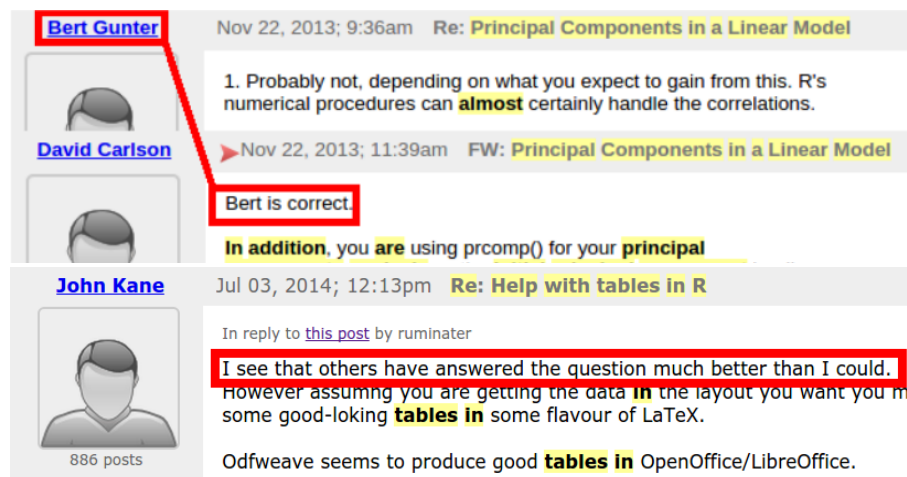 Bert Gunter Nov 22, 2013; 9:36am Re: Principal Components in a Linear Model
1. Probably not, depending on what you expect to gain from this. R's
numerical procedures can almost certainly handle the correlations.
David Carlson Nov 22, 2013; 11:39am FW: Principal Components in a Linear Model
Bert is correct.
In addition, you are using prcomp() for your principal
John Kane Jul 03, 2014; 12:13pm Re: Help with tables in R
In reply to this post by ruminater
I see that others have answered the question much better than I could.
However assumng you are getting the data in the layout you want you m
some good-loking tables in some flavour of LaTeX.
886 posts
Odfweave seems to produce good tables in OpenOffice/LibreOffice.